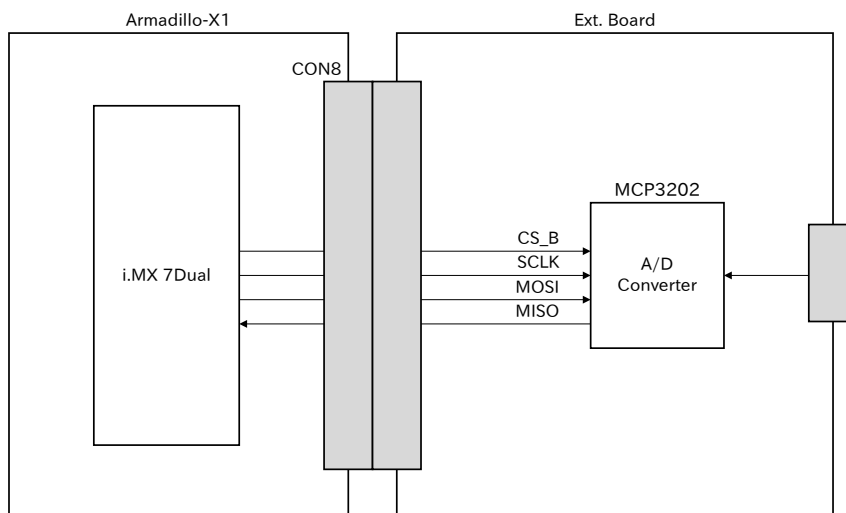 Armadillo-X1
Ext. Board
CON8
MCP3202
CS_B
SCLK
MOSI
MISO
i.MX 7Dual
A/D
Converter